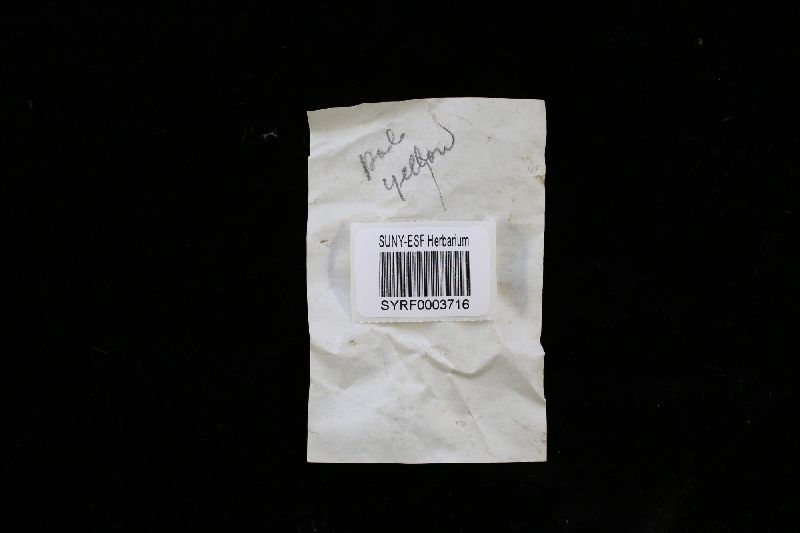 Pale
yellow
SUNY-ESF Herbarium
SYRF0003716